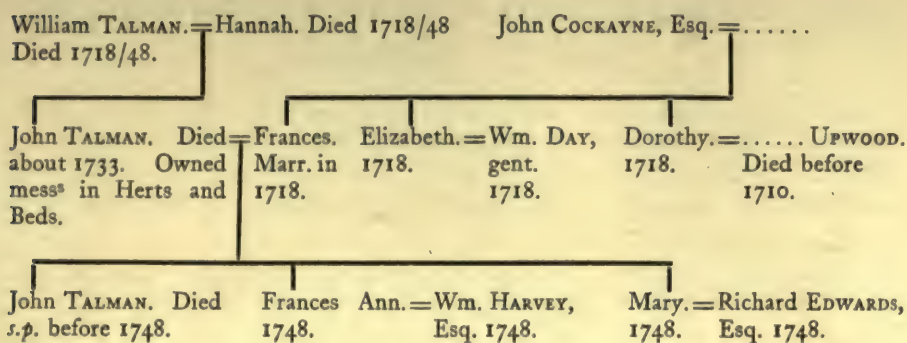 William TALMAN.=Hannah. Died 1718/48 John COCKAYNE, Esq.=......
Died 1718/48.
John TALMAN. Died=Frances. Elizabeth.=Wm. DAY, Dorothy.=...... UPWOOD.
about 1733. Owned Marr. in 1718. gent. 1718. Died before
messˢ in Herts and 1718. 1718. 1710.
Beds.
John TALMAN. Died Frances Ann.=Wm. HARVEY, Mary.=Richard EDWARDS,
s.p. before 1748. 1748. Esq. 1748. 1748. Esq. 1748.